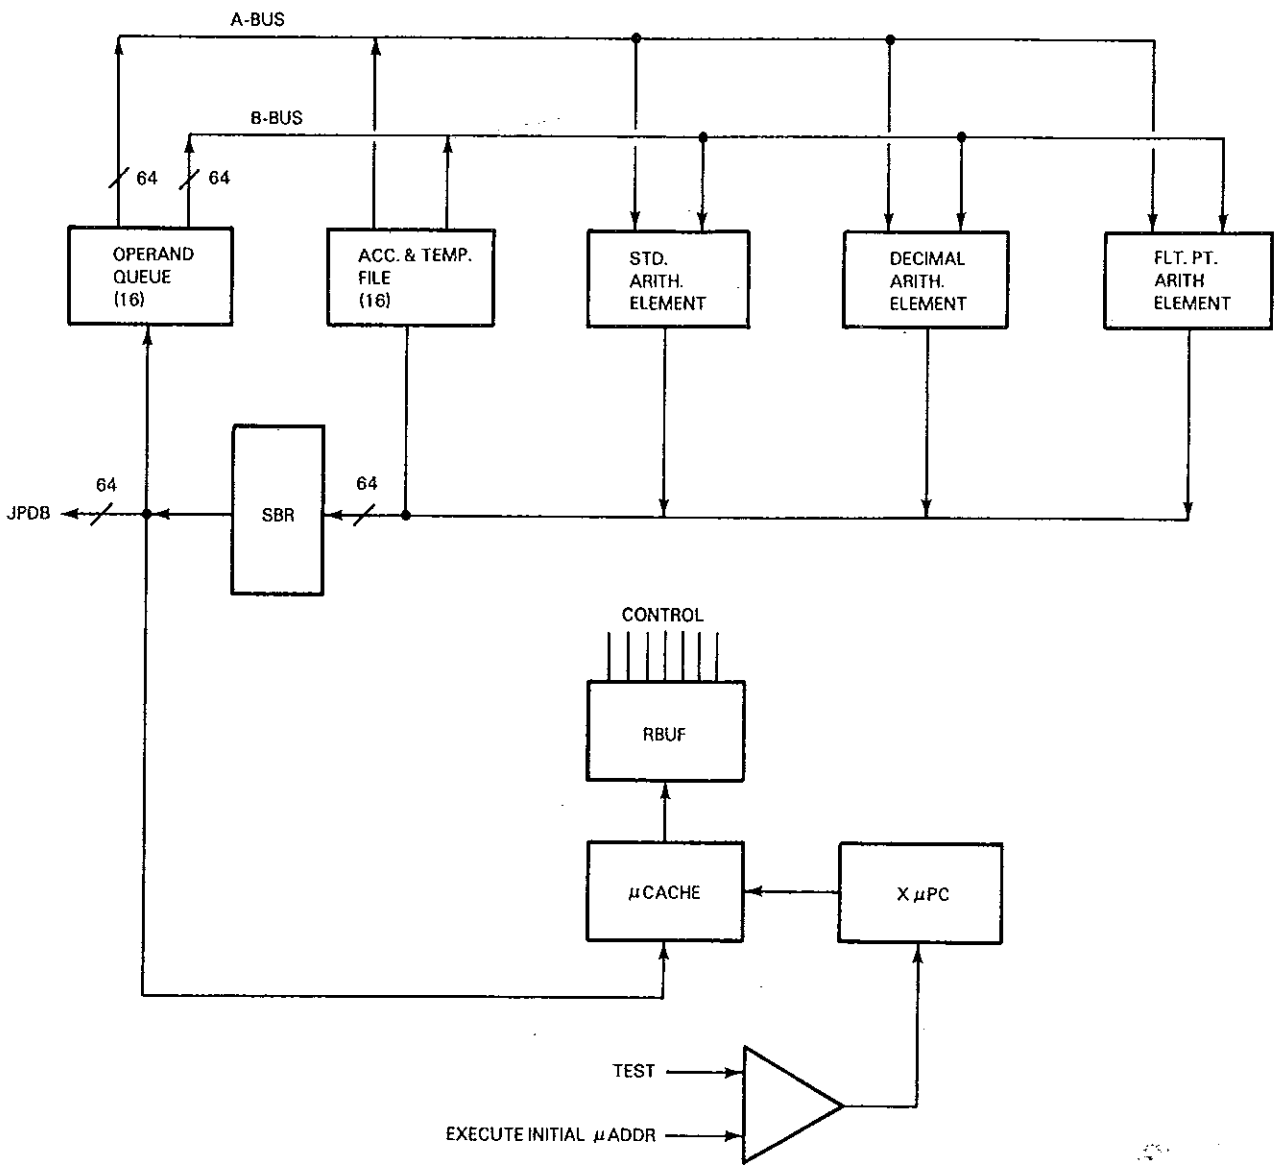 A-BUS
B-BUS
64
64
OPERAND
QUEUE
(16)
ACC. & TEMP.
FILE
(16)
STD.
ARITH.
ELEMENT
DECIMAL
ARITH.
ELEMENT
FLT. PT.
ARITH
ELEMENT
JPDB
64
SBR
64
CONTROL
RBUF
μCACHE
X μPC
TEST
EXECUTE INITIAL μADDR